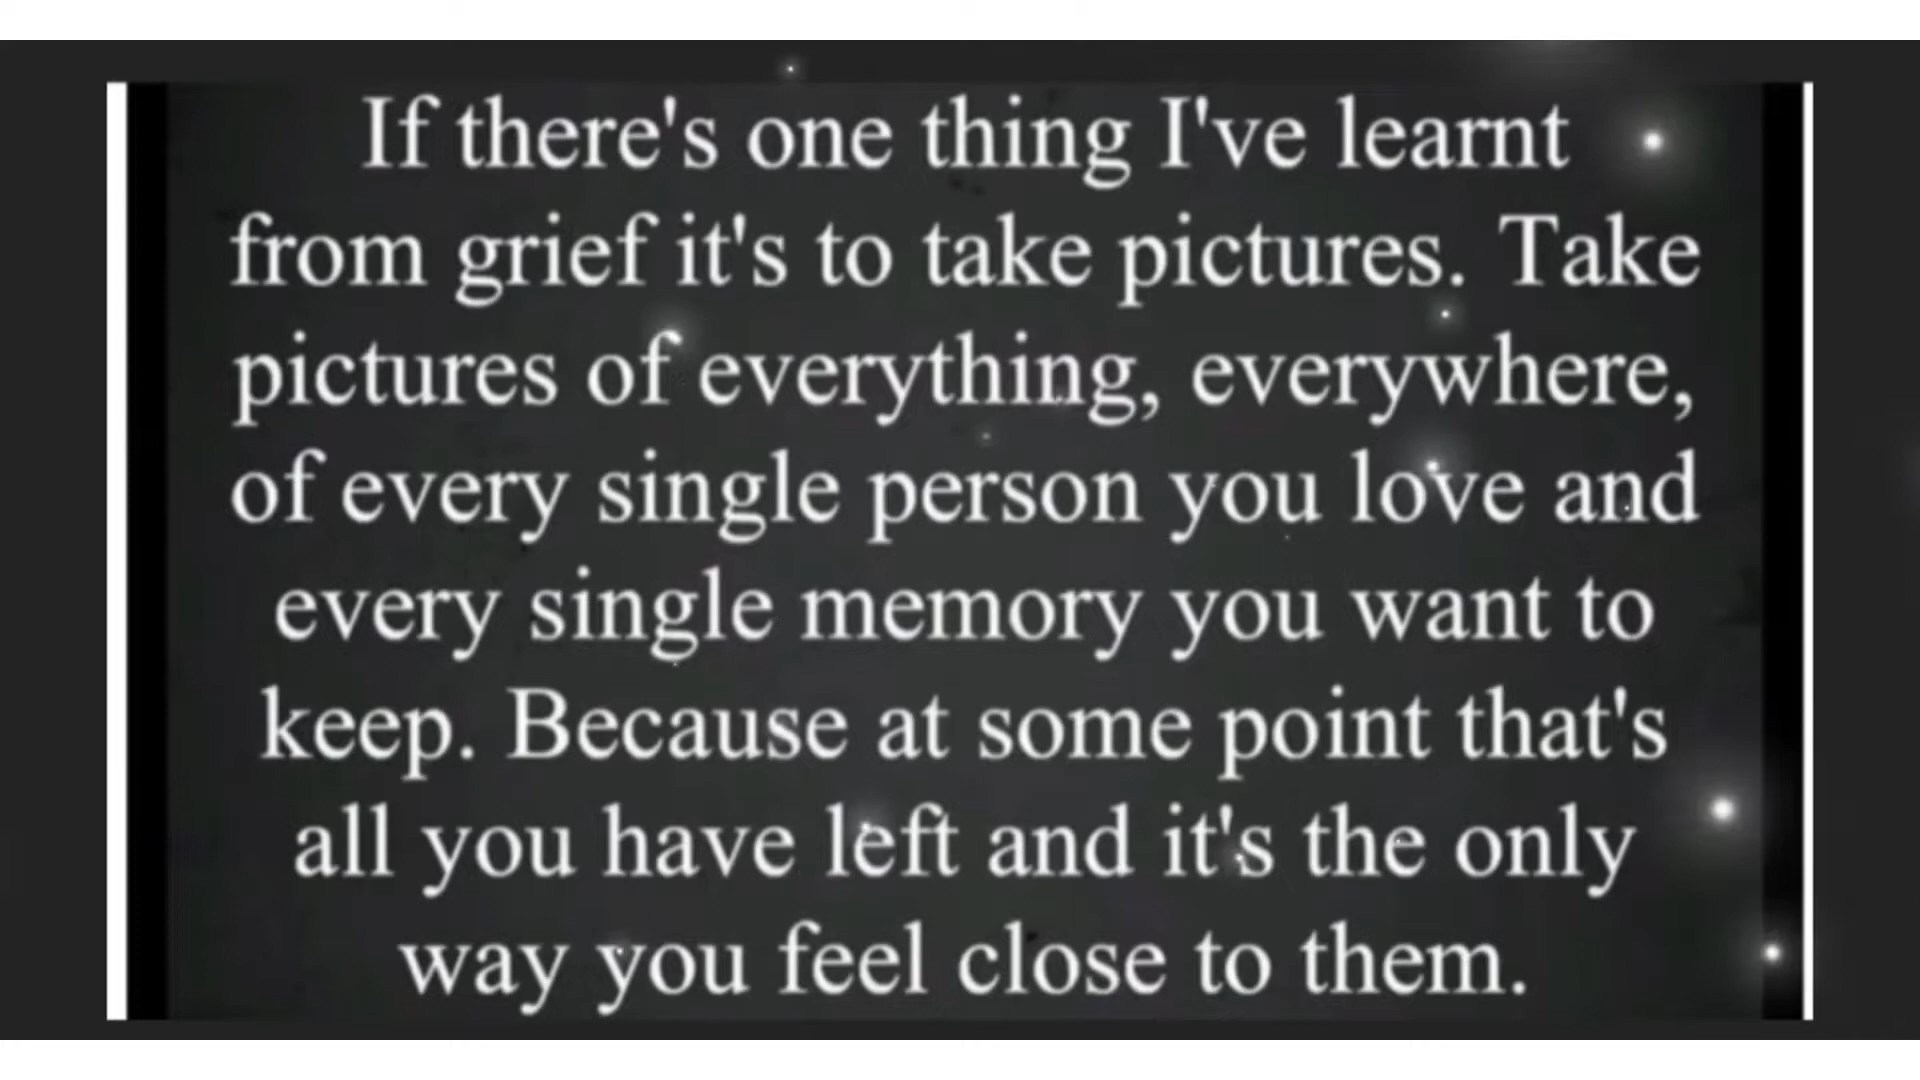 If there's one thing I've learnt
from grief it's to take pictures. Take
pictures of everything, everywhere,
of every single person you love and
every single memory you want to
keep. Because at some point that's
all you have left and it's the only
way you feel close to them.